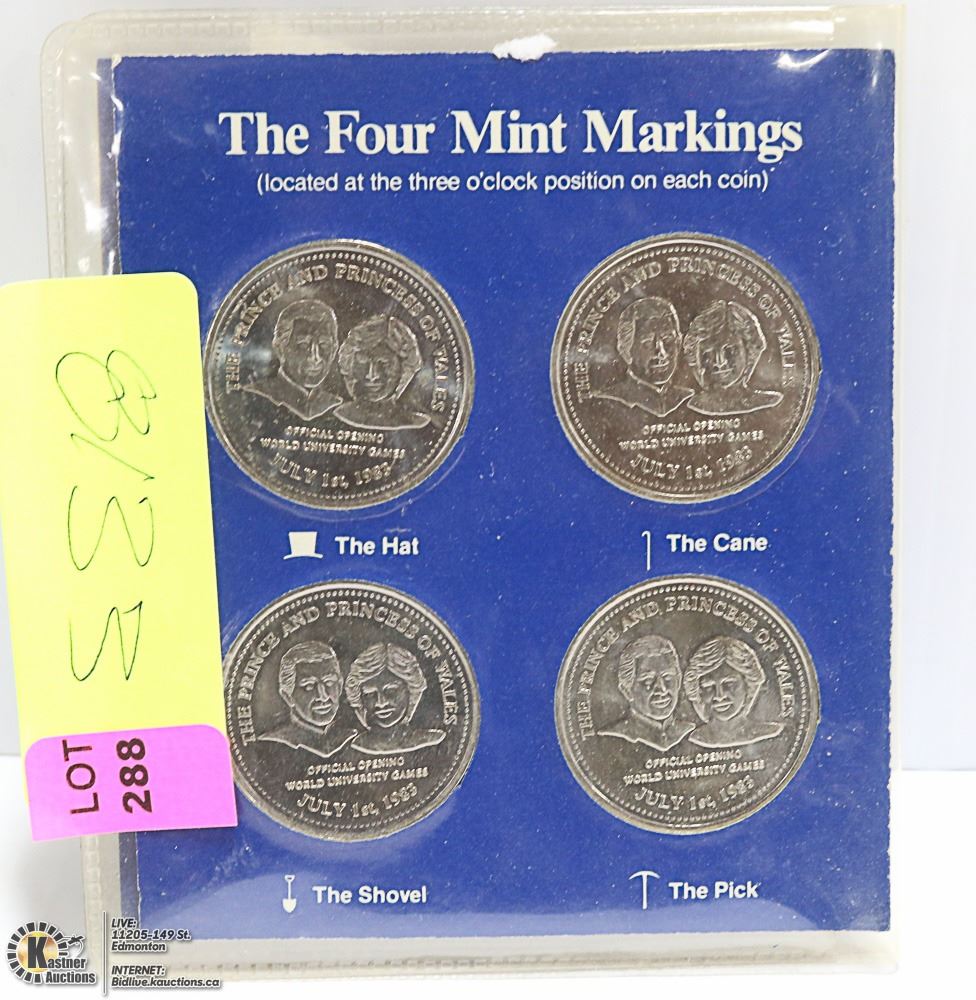 The Four Mint Markings
(located at the three o'clock position on each coin)
THE PRINCE AND PRINCESS OF WALES
OFFICIAL OPENING
WORLD UNIVERSITY GAMES
JULY 1st, 1983
THE PRINCE AND PRINCESS OF WALES
OFFICIAL OPENING
WORLD UNIVERSITY GAMES
JULY 1st, 1983
The Hat
The Cane
THE PRINCE AND PRINCESS OF WALES
OFFICIAL OPENING
WORLD UNIVERSITY GAMES
JULY 1st, 1983
THE PRINCE AND PRINCESS OF WALES
OFFICIAL OPENING
WORLD UNIVERSITY GAMES
JULY 1st, 1983
The Shovel
The Pick
LOT
288
Kastner
Auctions
LIVE:
11205-149 St.
Edmonton
INTERNET:
Bidlive.kauctions.ca